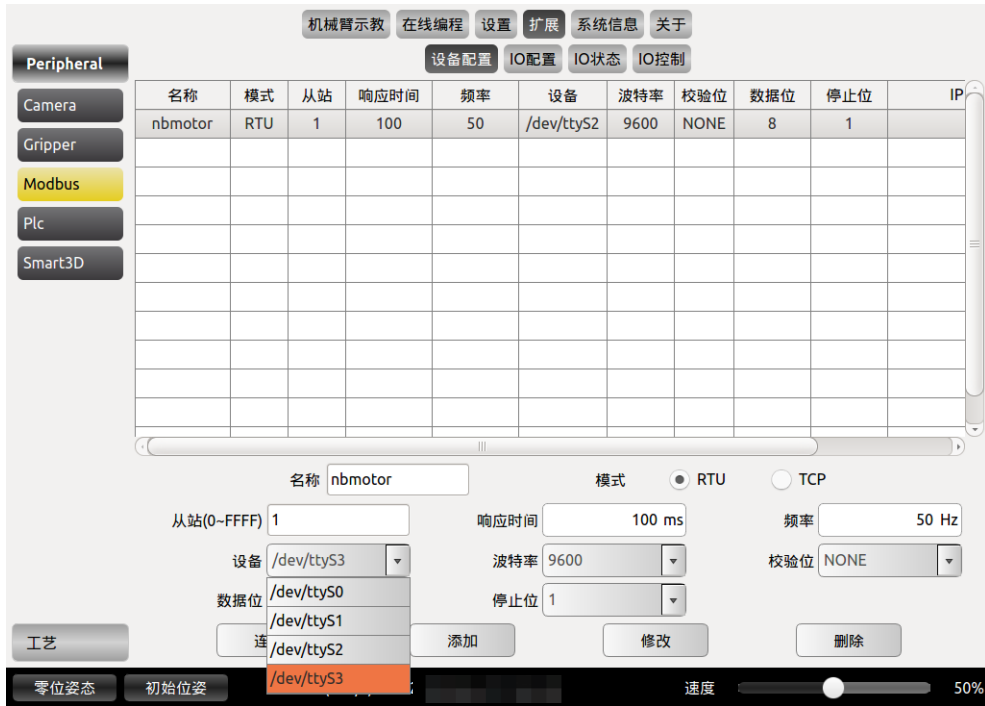 机械臂示教 在线编程 设置 扩展 系统信息 关于
Peripheral 设备配置 IO配置 IO状态 IO控制
Camera
Gripper
Modbus
Plc
Smart3D
名称 模式 从站 响应时间 频率 设备 波特率 校验位 数据位 停止位 IP
nbmotor RTU 1 100 50 /dev/ttyS2 9600 NONE 8 1
名称 nbmotor 模式 RTU TCP
从站(0~FFFF) 1 响应时间 100 ms 频率 50 Hz
设备 /dev/ttyS3 波特率 9600 校验位 NONE
数据位 停止位 1
/dev/ttyS0
/dev/ttyS1
/dev/ttyS2
/dev/ttyS3
工艺 添加 修改 删除
零位姿态 初始位姿 速度 50%